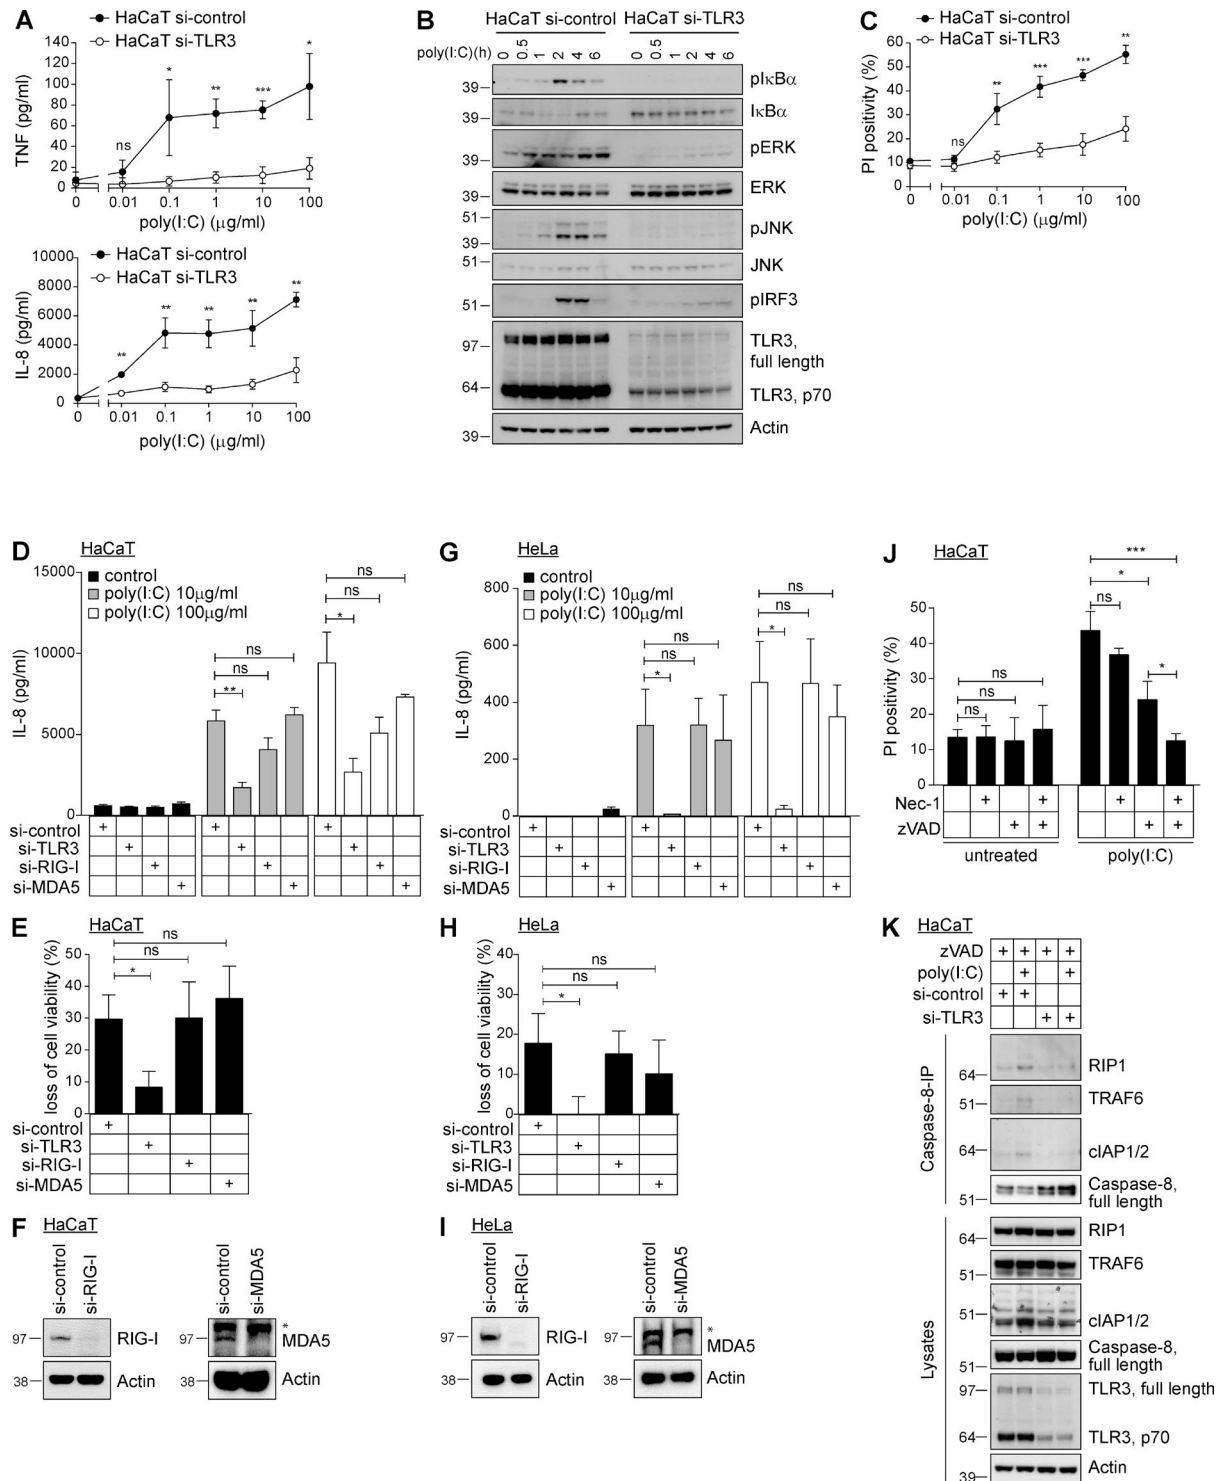 A
HaCaT si-control
HaCaT si-TLR3
TNF (pg/ml)
140
120
100
80
60
40
20
0
ns
*
**
***
*
0 0.01 0.1 1 10 100
poly(I:C) (μg/ml)
HaCaT si-control
HaCaT si-TLR3
IL-8 (pg/ml)
10000
8000
6000
4000
2000
0
**
**
**
**
**
0 0.01 0.1 1 10 100
poly(I:C) (μg/ml)
B
HaCaT si-control HaCaT si-TLR3
poly(I:C)(h) 0 0.5 1 2 4 6 0 0.5 1 2 4 6
39 pIκBα
39 IκBα
39 pERK
39 ERK
51
39 pJNK
51 JNK
51 pIRF3
97 TLR3,
full length
64 TLR3, p70
39 Actin
C
HaCaT si-control
HaCaT si-TLR3
PI positivity (%)
60
50
40
30
20
10
0
ns
**
***
***
**
0 0.01 0.1 1 10 100
poly(I:C) (μg/ml)
D HaCaT
control
poly(I:C) 10μg/ml
poly(I:C) 100μg/ml
IL-8 (pg/ml)
15000
10000
5000
0
ns
ns
**
ns
ns
*
si-control + + +
si-TLR3 + + +
si-RIG-I + + +
si-MDA5 + + +
E HaCaT
loss of cell viability (%)
50
40
30
20
10
0
ns
ns
*
si-control +
si-TLR3 +
si-RIG-I +
si-MDA5 +
F HaCaT
si-control si-RIG-I
97 RIG-I
38 Actin
si-control si-MDA5
*
97 MDA5
38 Actin
G HeLa
control
poly(I:C) 10μg/ml
poly(I:C) 100μg/ml
IL-8 (pg/ml)
800
600
400
200
0
ns
ns
*
ns
ns
*
si-control + + +
si-TLR3 + + +
si-RIG-I + + +
si-MDA5 + + +
H HeLa
loss of cell viability (%)
40
30
20
10
0
ns
ns
*
si-control +
si-TLR3 +
si-RIG-I +
si-MDA5 +
I HeLa
si-control si-RIG-I
97 RIG-I
38 Actin
si-control si-MDA5
*
97 MDA5
38 Actin
J HaCaT
PI positivity (%)
50
40
30
20
10
0
ns
ns
ns
***
*
ns
*
Nec-1 + + + +
zVAD + + + +
untreated poly(I:C)
K HaCaT
zVAD + + + +
poly(I:C) + +
si-control + +
si-TLR3 + +
Caspase-8-IP
64 RIP1
51 TRAF6
64 cIAP1/2
51 Caspase-8,
full length
Lysates
64 RIP1
51 TRAF6
51 cIAP1/2
51 Caspase-8,
full length
97 TLR3, full length
64 TLR3, p70
39 Actin